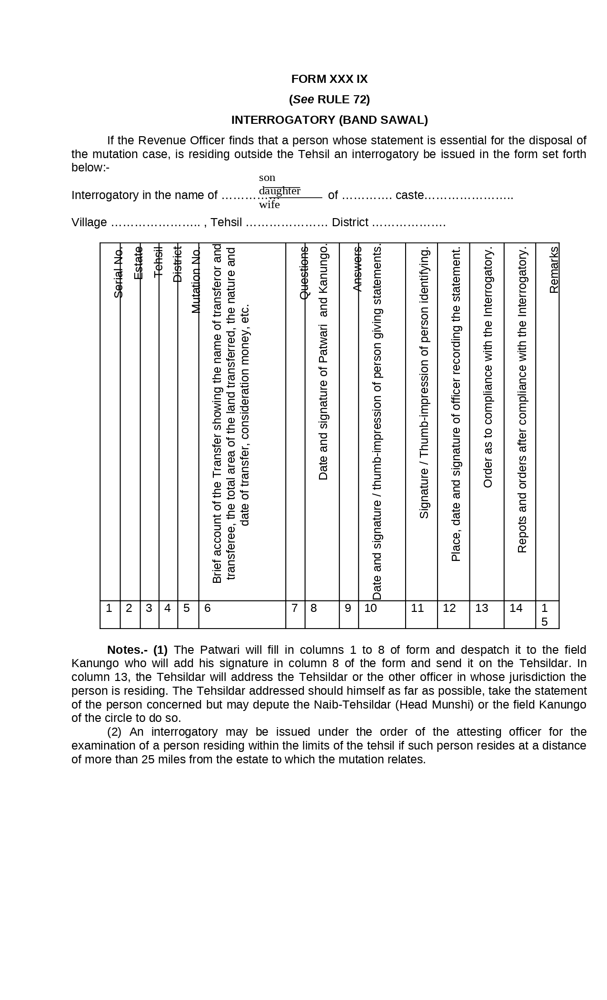 FORM XXX IX
(See RULE 72)
INTERROGATORY (BAND SAWAL)
If the Revenue Officer finds that a person whose statement is essential for the disposal of
the mutation case, is residing outside the Tehsil an interrogatory be issued in the form set forth
below:-
son
daughter
wife
Interrogatory in the name of …………… of …………. caste…………………..
Village ………………….. , Tehsil ………………… District ……………….
Serial No.
Estate
Tehsil
District
Mutation No.
Brief account of the Transfer showing the name of transferor and
transferee, the total area of the land transferred, the nature and
date of transfer, consideration money, etc.
Questions
Date and signature of Patwari and Kanungo.
Answers
Date and signature / thumb-impression of person giving statements.
Signature / Thumb-impression of person identifying.
Place, date and signature of officer recording the statement.
Order as to compliance with the Interrogatory.
Repots and orders after compliance with the Interrogatory.
Remarks
1 2 3 4 5 6 7 8 9 10 11 12 13 14 1
5
Notes.- (1) The Patwari will fill in columns 1 to 8 of form and despatch it to the field
Kanungo who will add his signature in column 8 of the form and send it on the Tehsildar. In
column 13, the Tehsildar will address the Tehsildar or the other officer in whose jurisdiction the
person is residing. The Tehsildar addressed should himself as far as possible, take the statement
of the person concerned but may depute the Naib-Tehsildar (Head Munshi) or the field Kanungo
of the circle to do so.
(2) An interrogatory may be issued under the order of the attesting officer for the
examination of a person residing within the limits of the tehsil if such person resides at a distance
of more than 25 miles from the estate to which the mutation relates.